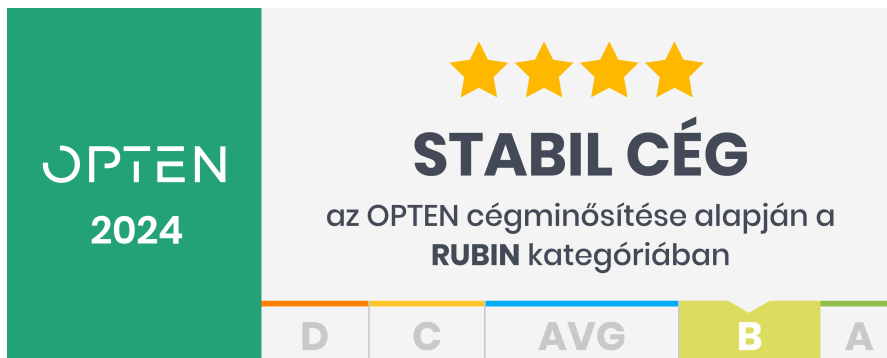 OPTEN
2024
STABIL CÉG
az OPTEN cégminősítése alapján a
RUBIN kategóriában
D C AVG B A